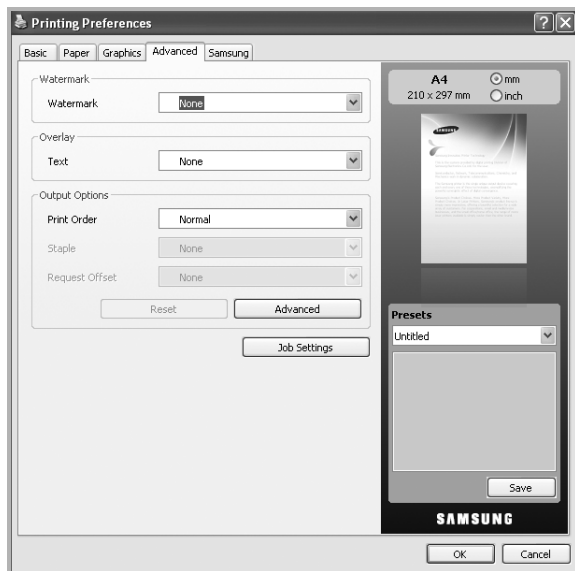 Printing Preferences
Basic Paper Graphics Advanced Samsung
Watermark
Watermark None
Overlay
Text None
Output Options
Print Order Normal
Staple None
Request Offset None
Reset Advanced
Job Settings
A4 mm
210 x 297 mm inch
SAMSUNG
Presets
Untitled
Save
SAMSUNG
OK Cancel